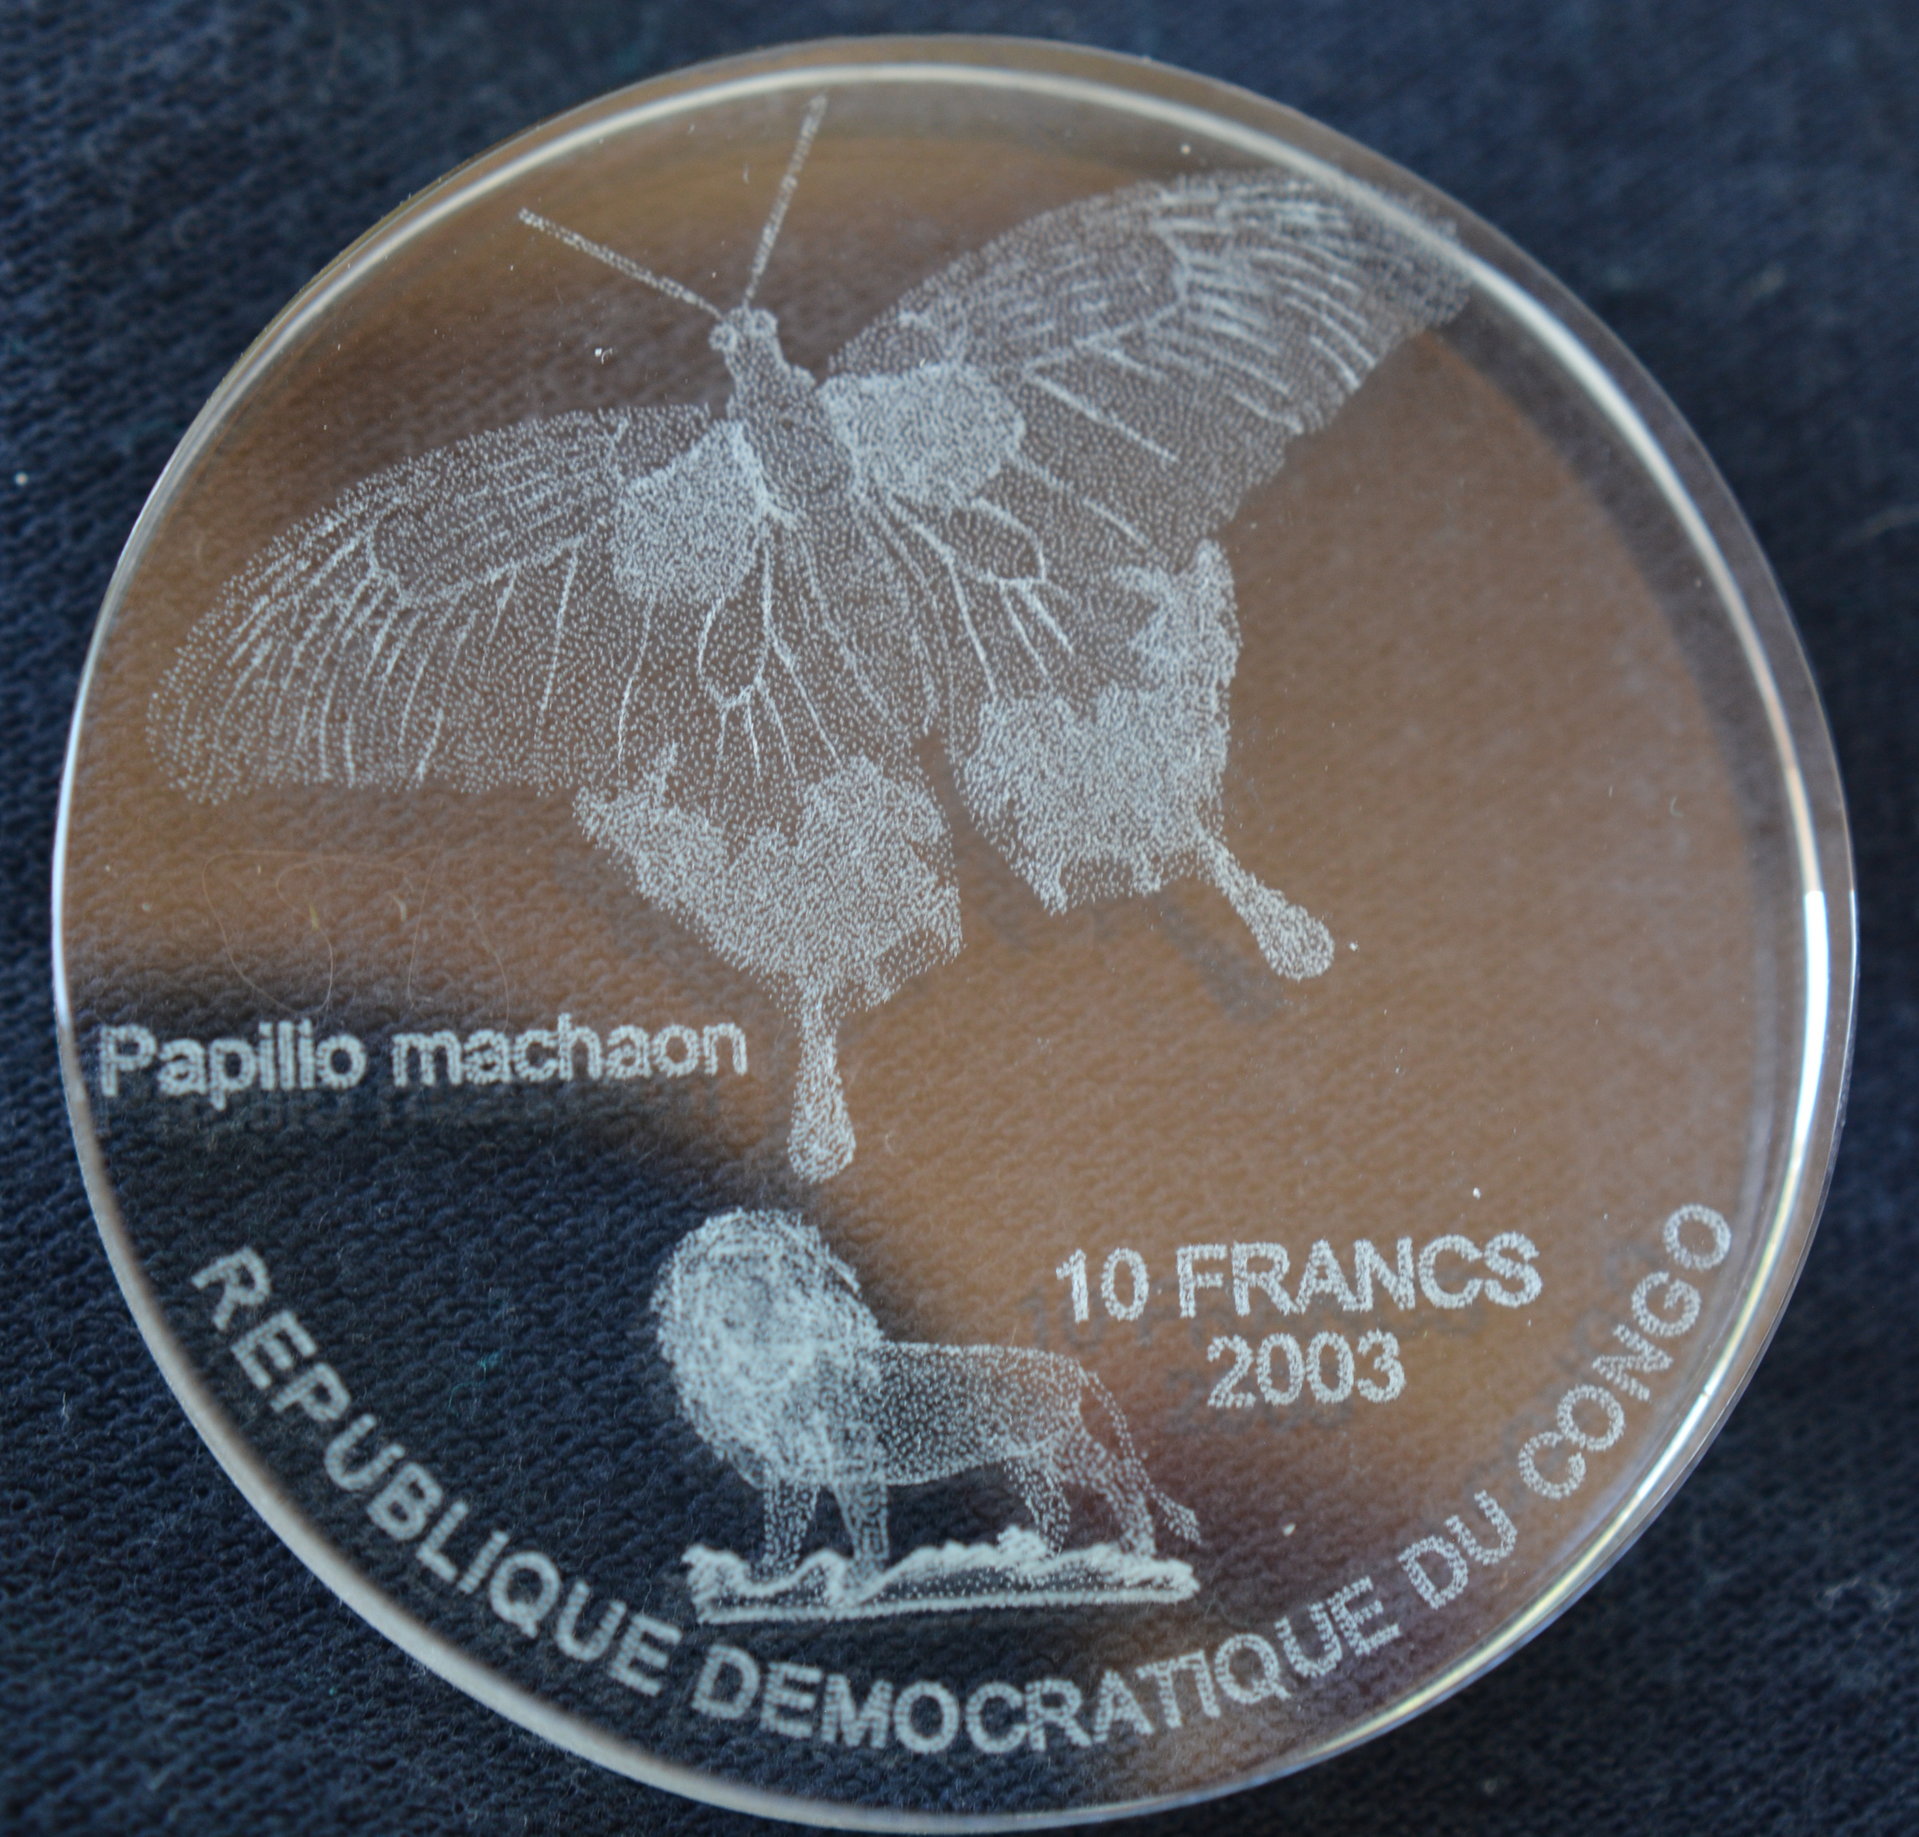 Papilio machaon
10 FRANCS
2003
REPUBLIQUE DEMOCRATIQUE DU CONGO